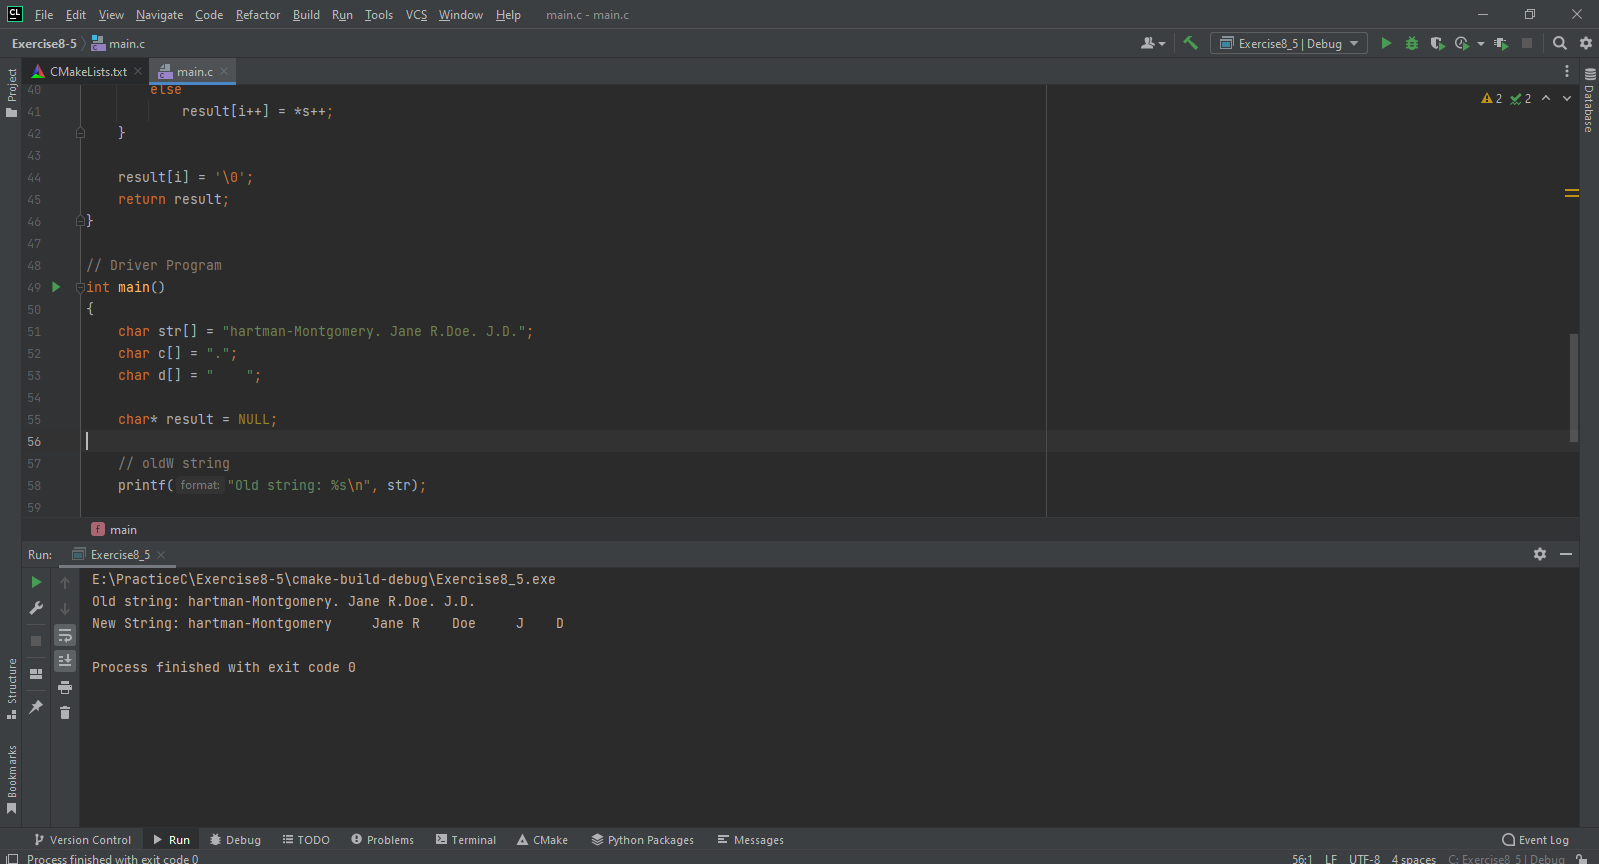 CL File Edit View Navigate Code Refactor Build Run Tools VCS Window Help main.c - main.c
Exercise8-5 main.c Exercise8_5 | Debug
CMakeLists.txt main.c
Project
Structure
Bookmarks
Database
2 2
40 else
41 result[i++] = *s++;
42 }
43
44 result[i] = '\0';
45 return result;
46 }
47
48 // Driver Program
49 int main()
50 {
51 char str[] = "hartman-Montgomery. Jane R.Doe. J.D.";
52 char c[] = ".";
53 char d[] = "    ";
54
55 char* result = NULL;
56
57 // oldW string
58 printf( format: "Old string: %s\n", str);
59
f main
Run: Exercise8_5
E:\PracticeC\Exercise8-5\cmake-build-debug\Exercise8_5.exe
Old string: hartman-Montgomery. Jane R.Doe. J.D.
New String: hartman-Montgomery     Jane R    Doe     J    D
Process finished with exit code 0
Version Control Run Debug TODO Problems Terminal CMake Python Packages Messages Event Log
Process finished with exit code 0 56:1 LF UTF-8 4 spaces C: Exercise8_5 | Debug